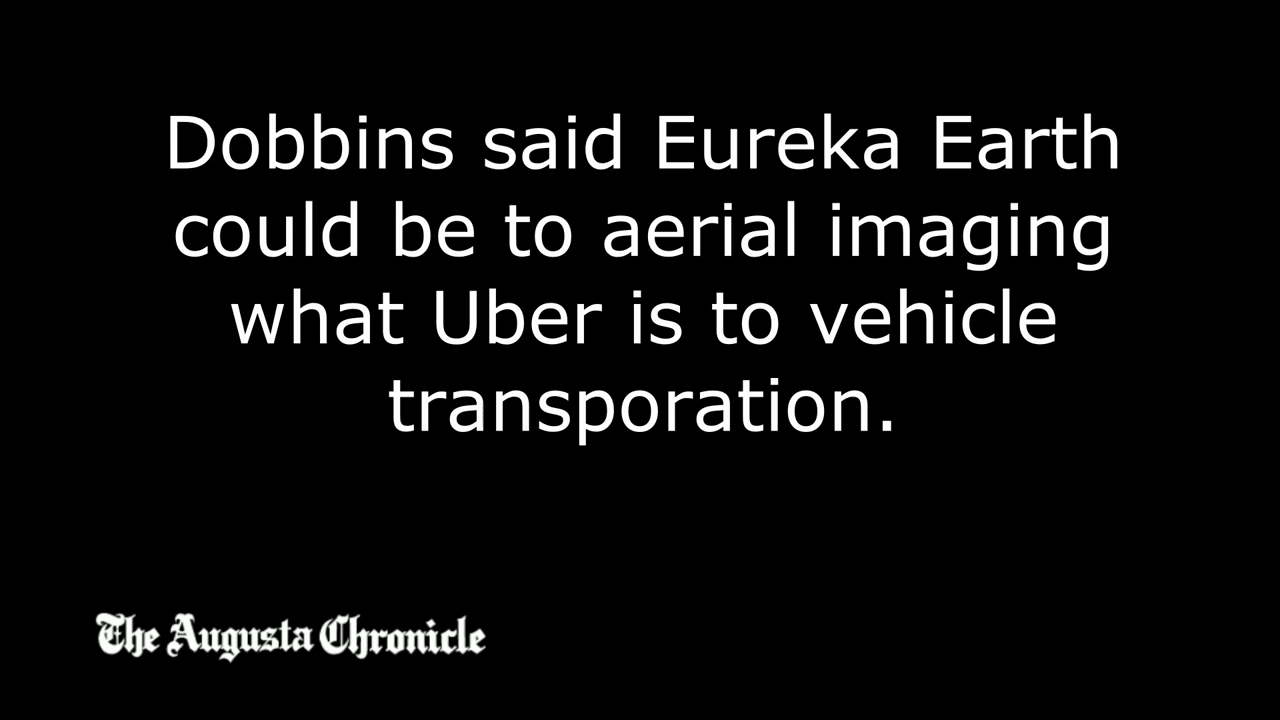 Dobbins said Eureka Earth
could be to aerial imaging
what Uber is to vehicle
transporation.
The Augusta Chronicle